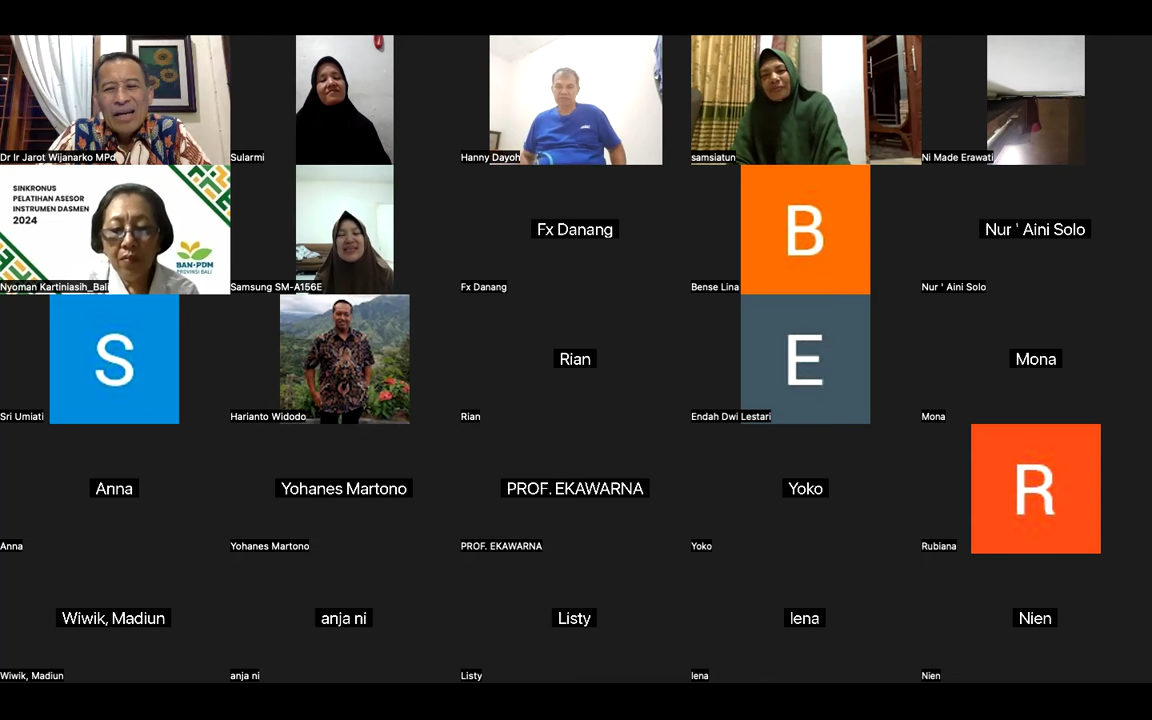 Dr Ir Jarot Wijanarko MPd
Sularmi
Hanny Dayoh
samsiatun
Ni Made Erawati
SINKRONUS
PELATIHAN ASESOR
INSTRUMEN DASMEN
2024
BAN-PDM
PROVINSI BALI
Nyoman Kartiniasih_Bali
Samsung SM-A156E
Fx Danang
Fx Danang
B
Bense Lina
Nur ' Aini Solo
Nur ' Aini Solo
S
Sri Umiati
Harianto Widodo
Rian
Rian
E
Endah Dwi Lestari
Mona
Mona
Anna
Anna
Yohanes Martono
Yohanes Martono
PROF. EKAWARNA
PROF. EKAWARNA
Yoko
Yoko
R
Rubiana
Wiwik, Madiun
Wiwik, Madiun
anja ni
anja ni
Listy
Listy
lena
lena
Nien
Nien